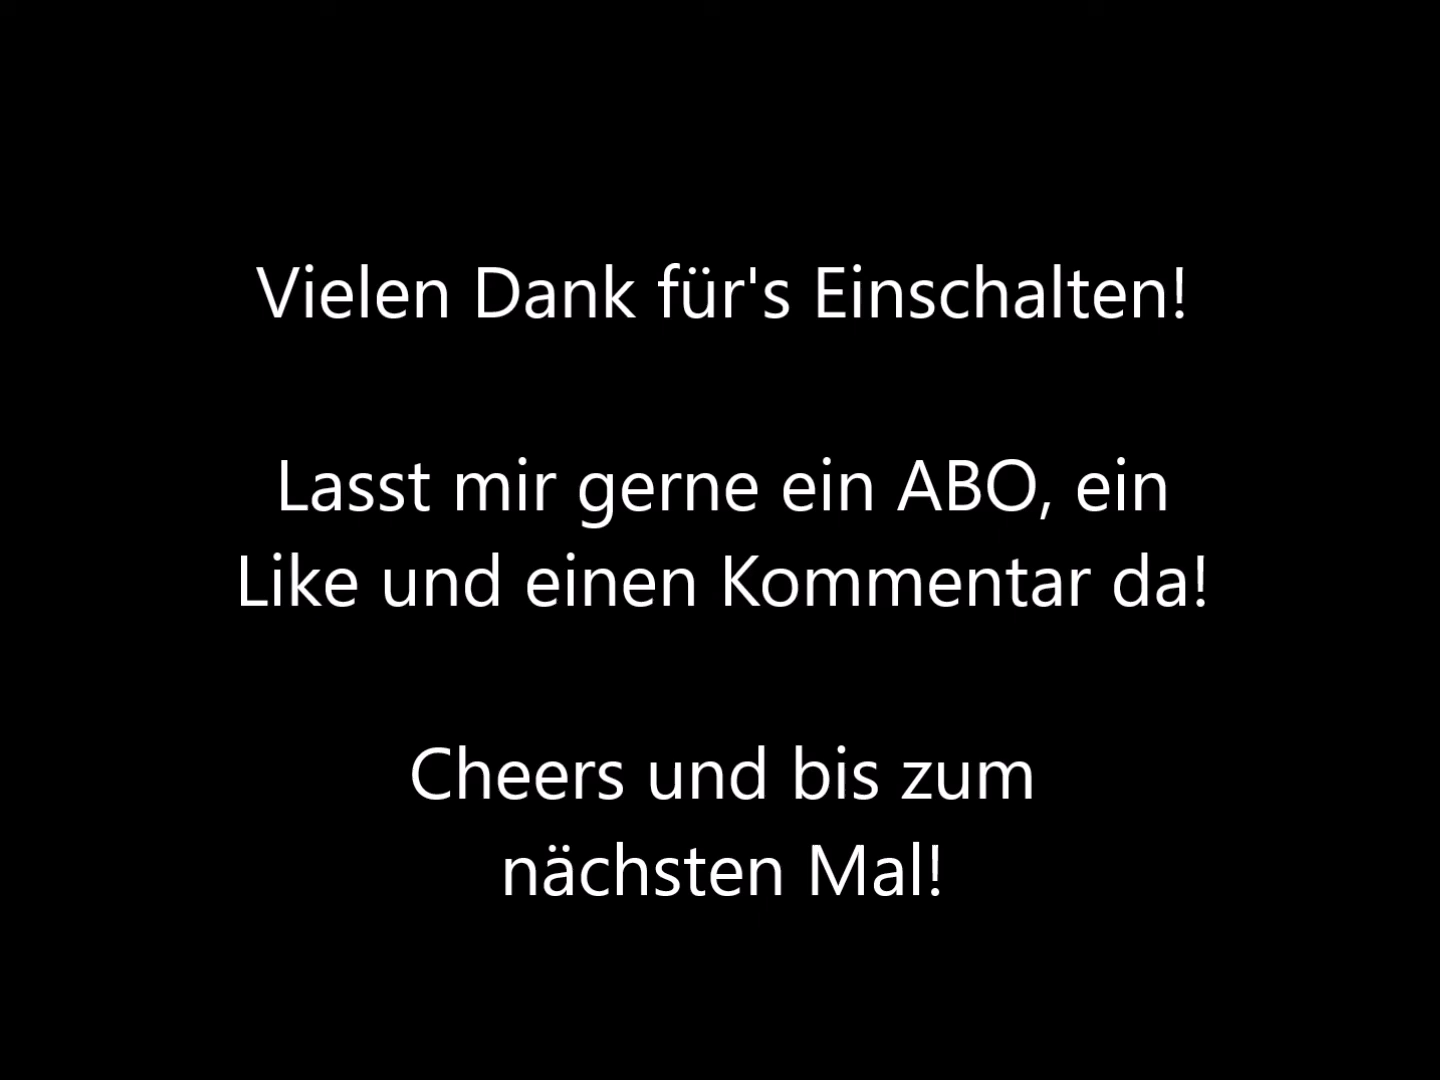 Vielen Dank für's Einschalten!
Lasst mir gerne ein ABO, ein
Like und einen Kommentar da!
Cheers und bis zum
nächsten Mal!